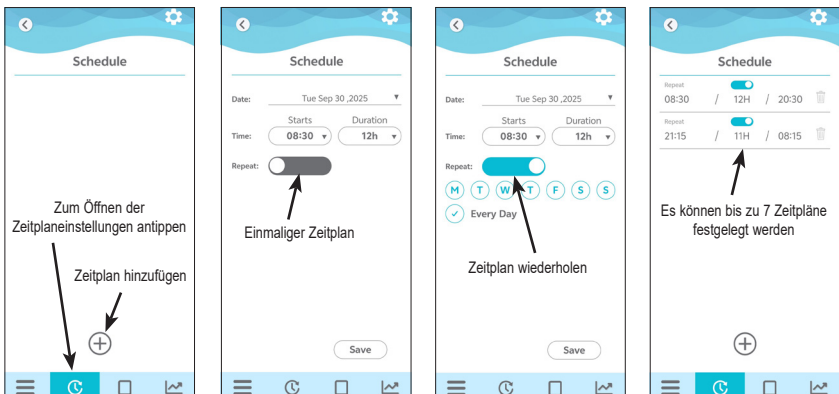 Schedule
Zum Öffnen der
Zeitplaneinstellungen antippen
Zeitplan hinzufügen
Schedule
Date: Tue Sep 30 ,2025
Starts Duration
Time: 08:30 12h
Repeat:
Einmaliger Zeitplan
Save
Schedule
Date: Tue Sep 30 ,2025
Starts Duration
Time: 08:30 12h
Repeat:
M T W T F S S
Every Day
Zeitplan wiederholen
Save
Schedule
Repeat
08:30 / 12H / 20:30
Repeat
21:15 / 11H / 08:15
Es können bis zu 7 Zeitpläne
festgelegt werden